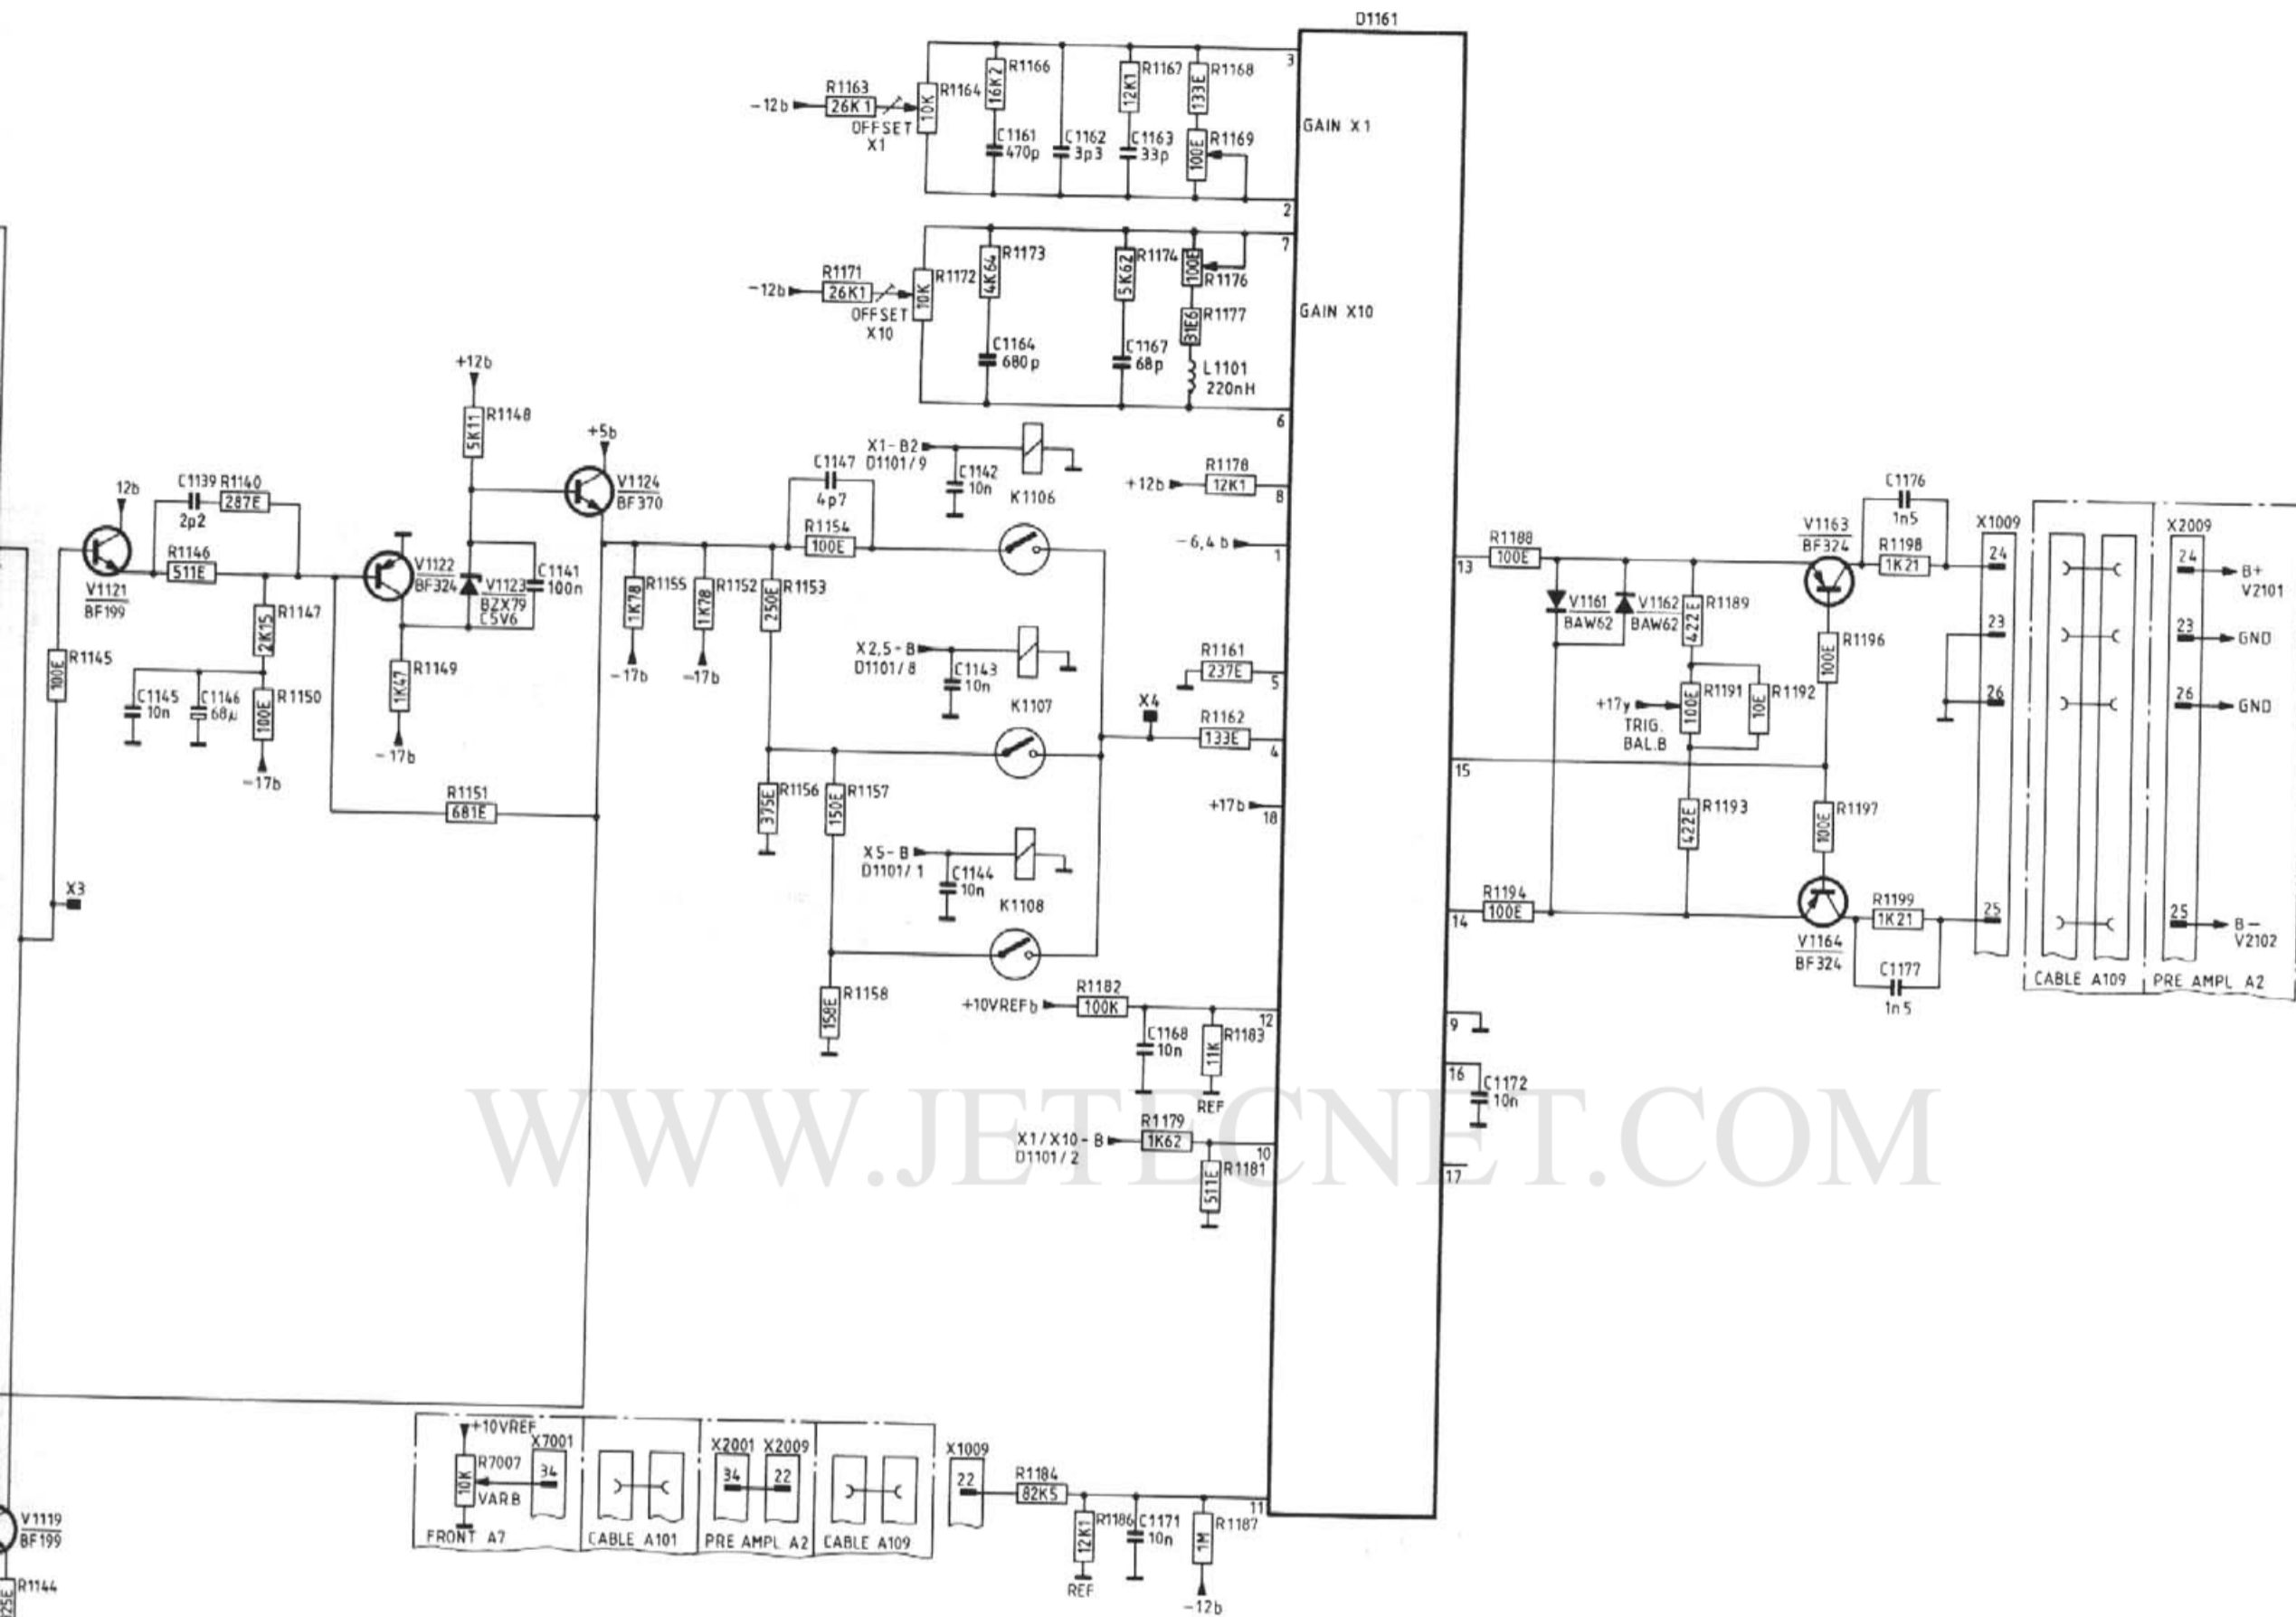 D1161
3
GAIN X1
2
7
GAIN X10
6
8
1
5
4
18
12
10
11
13
15
14
9
16
17
-12b
R1163
26K1
OFFSET
X1
R1164
10K
R1166
16K2
C1161
470p
C1162
3p3
R1167
12K1
C1163
33p
R1168
133E
R1169
100E
-12b
R1171
26K1
OFFSET
X10
R1172
10K
R1173
4K64
C1164
680p
R1174
5K62
C1167
68p
100E
R1176
R1177
31E6
L1101
220nH
+12b
R1148
5K11
+5b
V1124
BF370
12b
V1121
BF199
C1139
2p2
R1140
287E
R1146
511E
R1147
2K15
R1145
100E
C1145
10n
C1146
68µ
R1150
100E
-17b
V1122
BF324
V1123
BZX79
C5V6
C1141
100n
R1149
1K47
-17b
R1151
681E
X3
R1155
1K78
-17b
R1152
1K78
-17b
R1153
250E
C1147
4p7
R1154
100E
X1-B2
D1101/9
C1142
10n
K1106
X2,5-B
D1101/8
C1143
10n
K1107
R1156
375E
R1157
150E
X5-B
D1101/1
C1144
10n
K1108
R1158
158E
+12b
R1178
12K1
-6,4b
R1161
237E
X4
R1162
133E
+17b
+10VREFb
R1182
100K
C1168
10n
R1183
11K
REF
X1/X10-B
D1101/2
R1179
1K62
R1181
511E
R1188
100E
V1161
BAW62
V1162
BAW62
R1189
422E
+17y
TRIG.
BAL.B
R1191
100E
R1192
10E
R1193
422E
R1194
100E
V1163
BF324
C1176
1n5
R1198
1K21
R1196
100E
R1197
100E
V1164
BF324
R1199
1K21
C1177
1n5
X1009
24
23
26
25
CABLE A109
X2009
24
23
26
25
B+
V2101
GND
GND
B-
V2102
PRE AMPL A2
C1172
10n
WWW.JETECNET.COM
+10VREF
R7007
10K
VARB
X7001
34
FRONT A7
CABLE A101
X2001
34
X2009
22
PRE AMPL A2
CABLE A109
X1009
22
R1184
82K5
R1186
12K1
REF
C1171
10n
R1187
1M
-12b
V1119
BF199
R1144